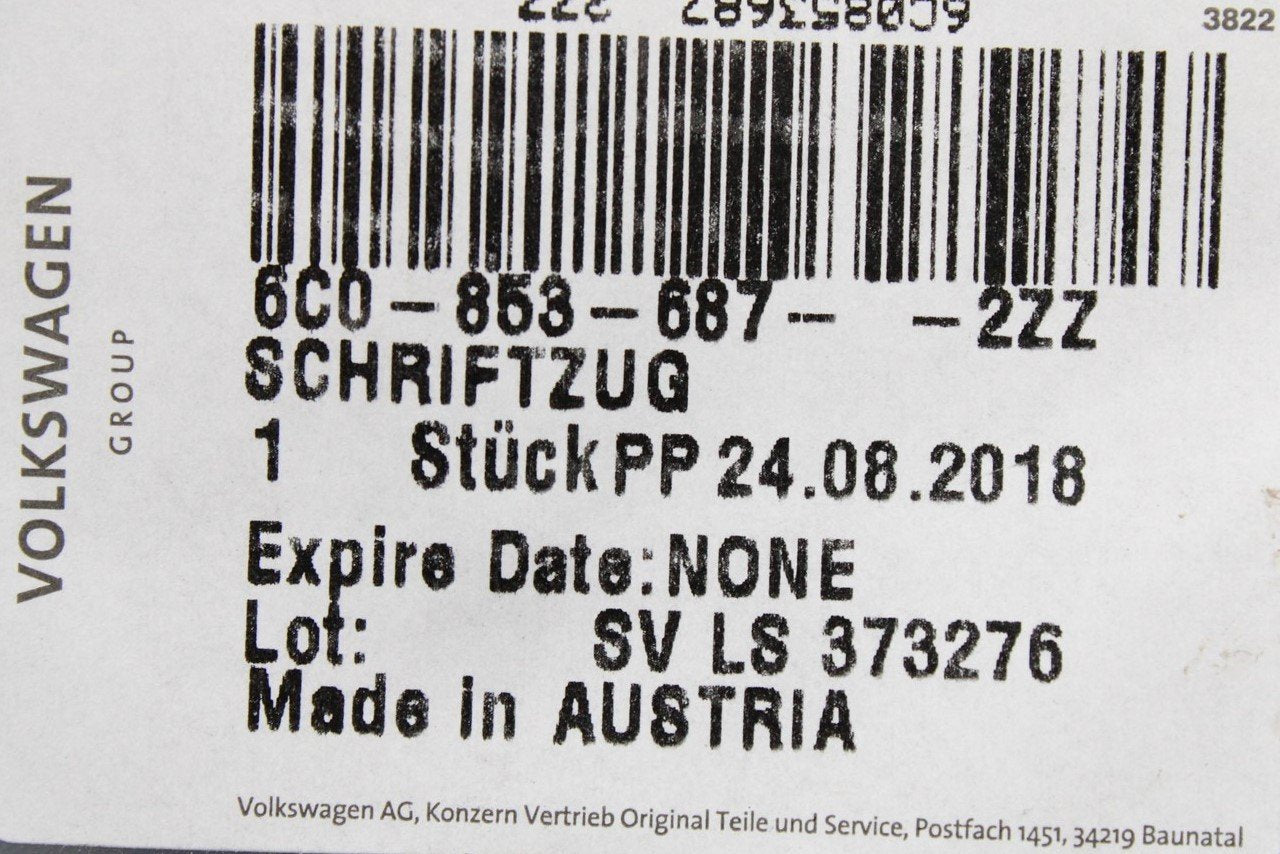 6C0853687 2ZZ
3822
6C0-853-687- -2ZZ
SCHRIFTZUG
1 Stück PP 24.08.2018
Expire Date:NONE
Lot: SV LS 373276
Made in AUSTRIA
Volkswagen AG, Konzern Vertrieb Original Teile und Service, Postfach 1451, 34219 Baunatal
VOLKSWAGEN
GROUP